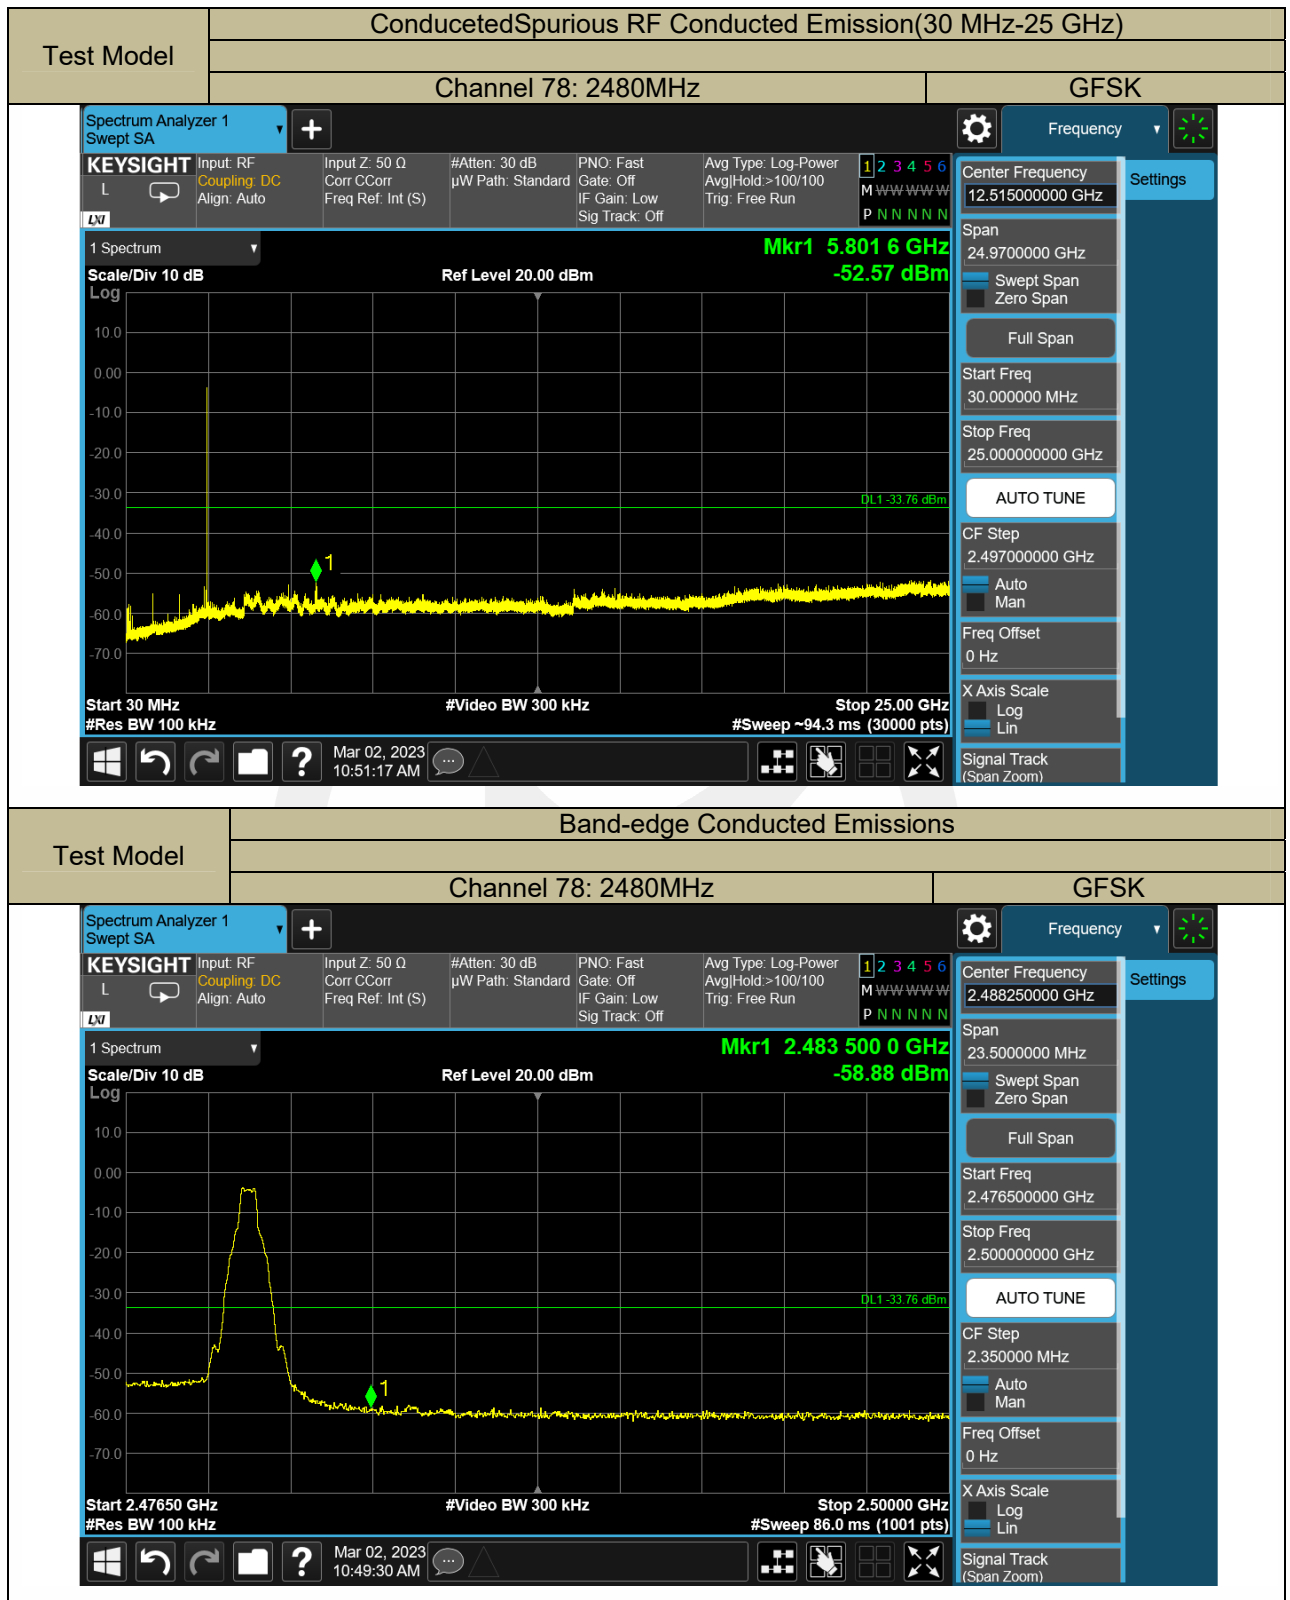 Test Model
ConducetedSpurious RF Conducted Emission(30 MHz-25 GHz)
Channel 78: 2480MHz
GFSK
Spectrum Analyzer 1
Swept SA
Frequency
KEYSIGHT
L
LXI
Input: RF
Coupling: DC
Align: Auto
Input Z: 50 Ω
Corr CCorr
Freq Ref: Int (S)
#Atten: 30 dB
µW Path: Standard
PNO: Fast
Gate: Off
IF Gain: Low
Sig Track: Off
Avg Type: Log-Power
Avg|Hold:>100/100
Trig: Free Run
1 2 3 4 5 6
M W W W W W
P N N N N N
1 Spectrum
Mkr1 5.801 6 GHz
Scale/Div 10 dB
Ref Level 20.00 dBm
-52.57 dBm
Log
10.0
0.00
-10.0
-20.0
-30.0
DL1 -33.76 dBm
-40.0
1
-50.0
-60.0
-70.0
Start 30 MHz
#Video BW 300 kHz
Stop 25.00 GHz
#Res BW 100 kHz
#Sweep ~94.3 ms (30000 pts)
?
Mar 02, 2023
10:51:17 AM
Center Frequency
12.515000000 GHz
Settings
Span
24.9700000 GHz
Swept Span
Zero Span
Full Span
Start Freq
30.000000 MHz
Stop Freq
25.000000000 GHz
AUTO TUNE
CF Step
2.497000000 GHz
Auto
Man
Freq Offset
0 Hz
X Axis Scale
Log
Lin
Signal Track
(Span Zoom)
Test Model
Band-edge Conducted Emissions
Channel 78: 2480MHz
GFSK
Spectrum Analyzer 1
Swept SA
Frequency
KEYSIGHT
L
LXI
Input: RF
Coupling: DC
Align: Auto
Input Z: 50 Ω
Corr CCorr
Freq Ref: Int (S)
#Atten: 30 dB
µW Path: Standard
PNO: Fast
Gate: Off
IF Gain: Low
Sig Track: Off
Avg Type: Log-Power
Avg|Hold:>100/100
Trig: Free Run
1 2 3 4 5 6
M W W W W W
P N N N N N
1 Spectrum
Mkr1 2.483 500 0 GHz
Scale/Div 10 dB
Ref Level 20.00 dBm
-58.88 dBm
Log
10.0
0.00
-10.0
-20.0
-30.0
DL1 -33.76 dBm
-40.0
-50.0
1
-60.0
-70.0
Start 2.47650 GHz
#Video BW 300 kHz
Stop 2.50000 GHz
#Res BW 100 kHz
#Sweep 86.0 ms (1001 pts)
?
Mar 02, 2023
10:49:30 AM
Center Frequency
2.488250000 GHz
Settings
Span
23.5000000 MHz
Swept Span
Zero Span
Full Span
Start Freq
2.476500000 GHz
Stop Freq
2.500000000 GHz
AUTO TUNE
CF Step
2.350000 MHz
Auto
Man
Freq Offset
0 Hz
X Axis Scale
Log
Lin
Signal Track
(Span Zoom)